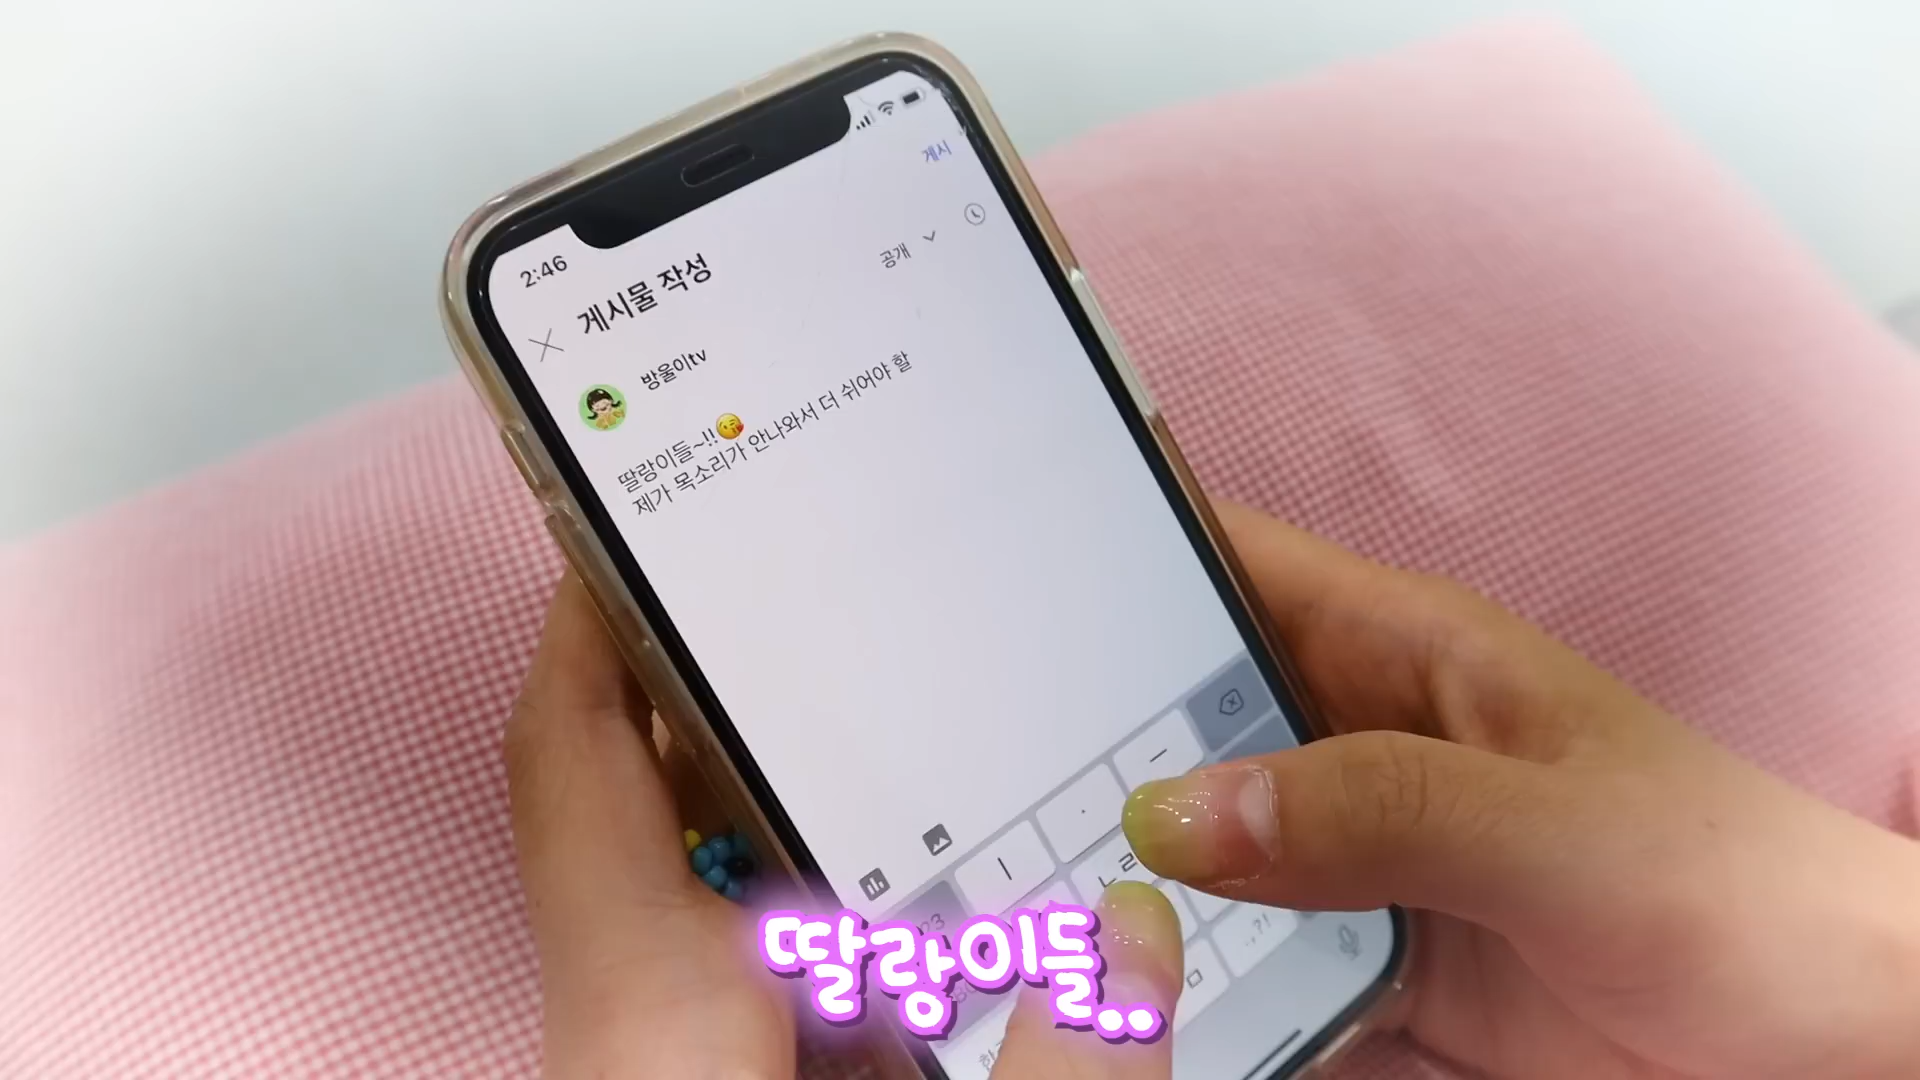 2:46
게시
게시물 작성
공개
방울이tv
딸랑이들~!!😘
제가 목소리가 안나와서 더 쉬어야 할
ㅣ
·
ㅡ
ㄴㄹ
.,?!
ㅁ
딸랑이들..